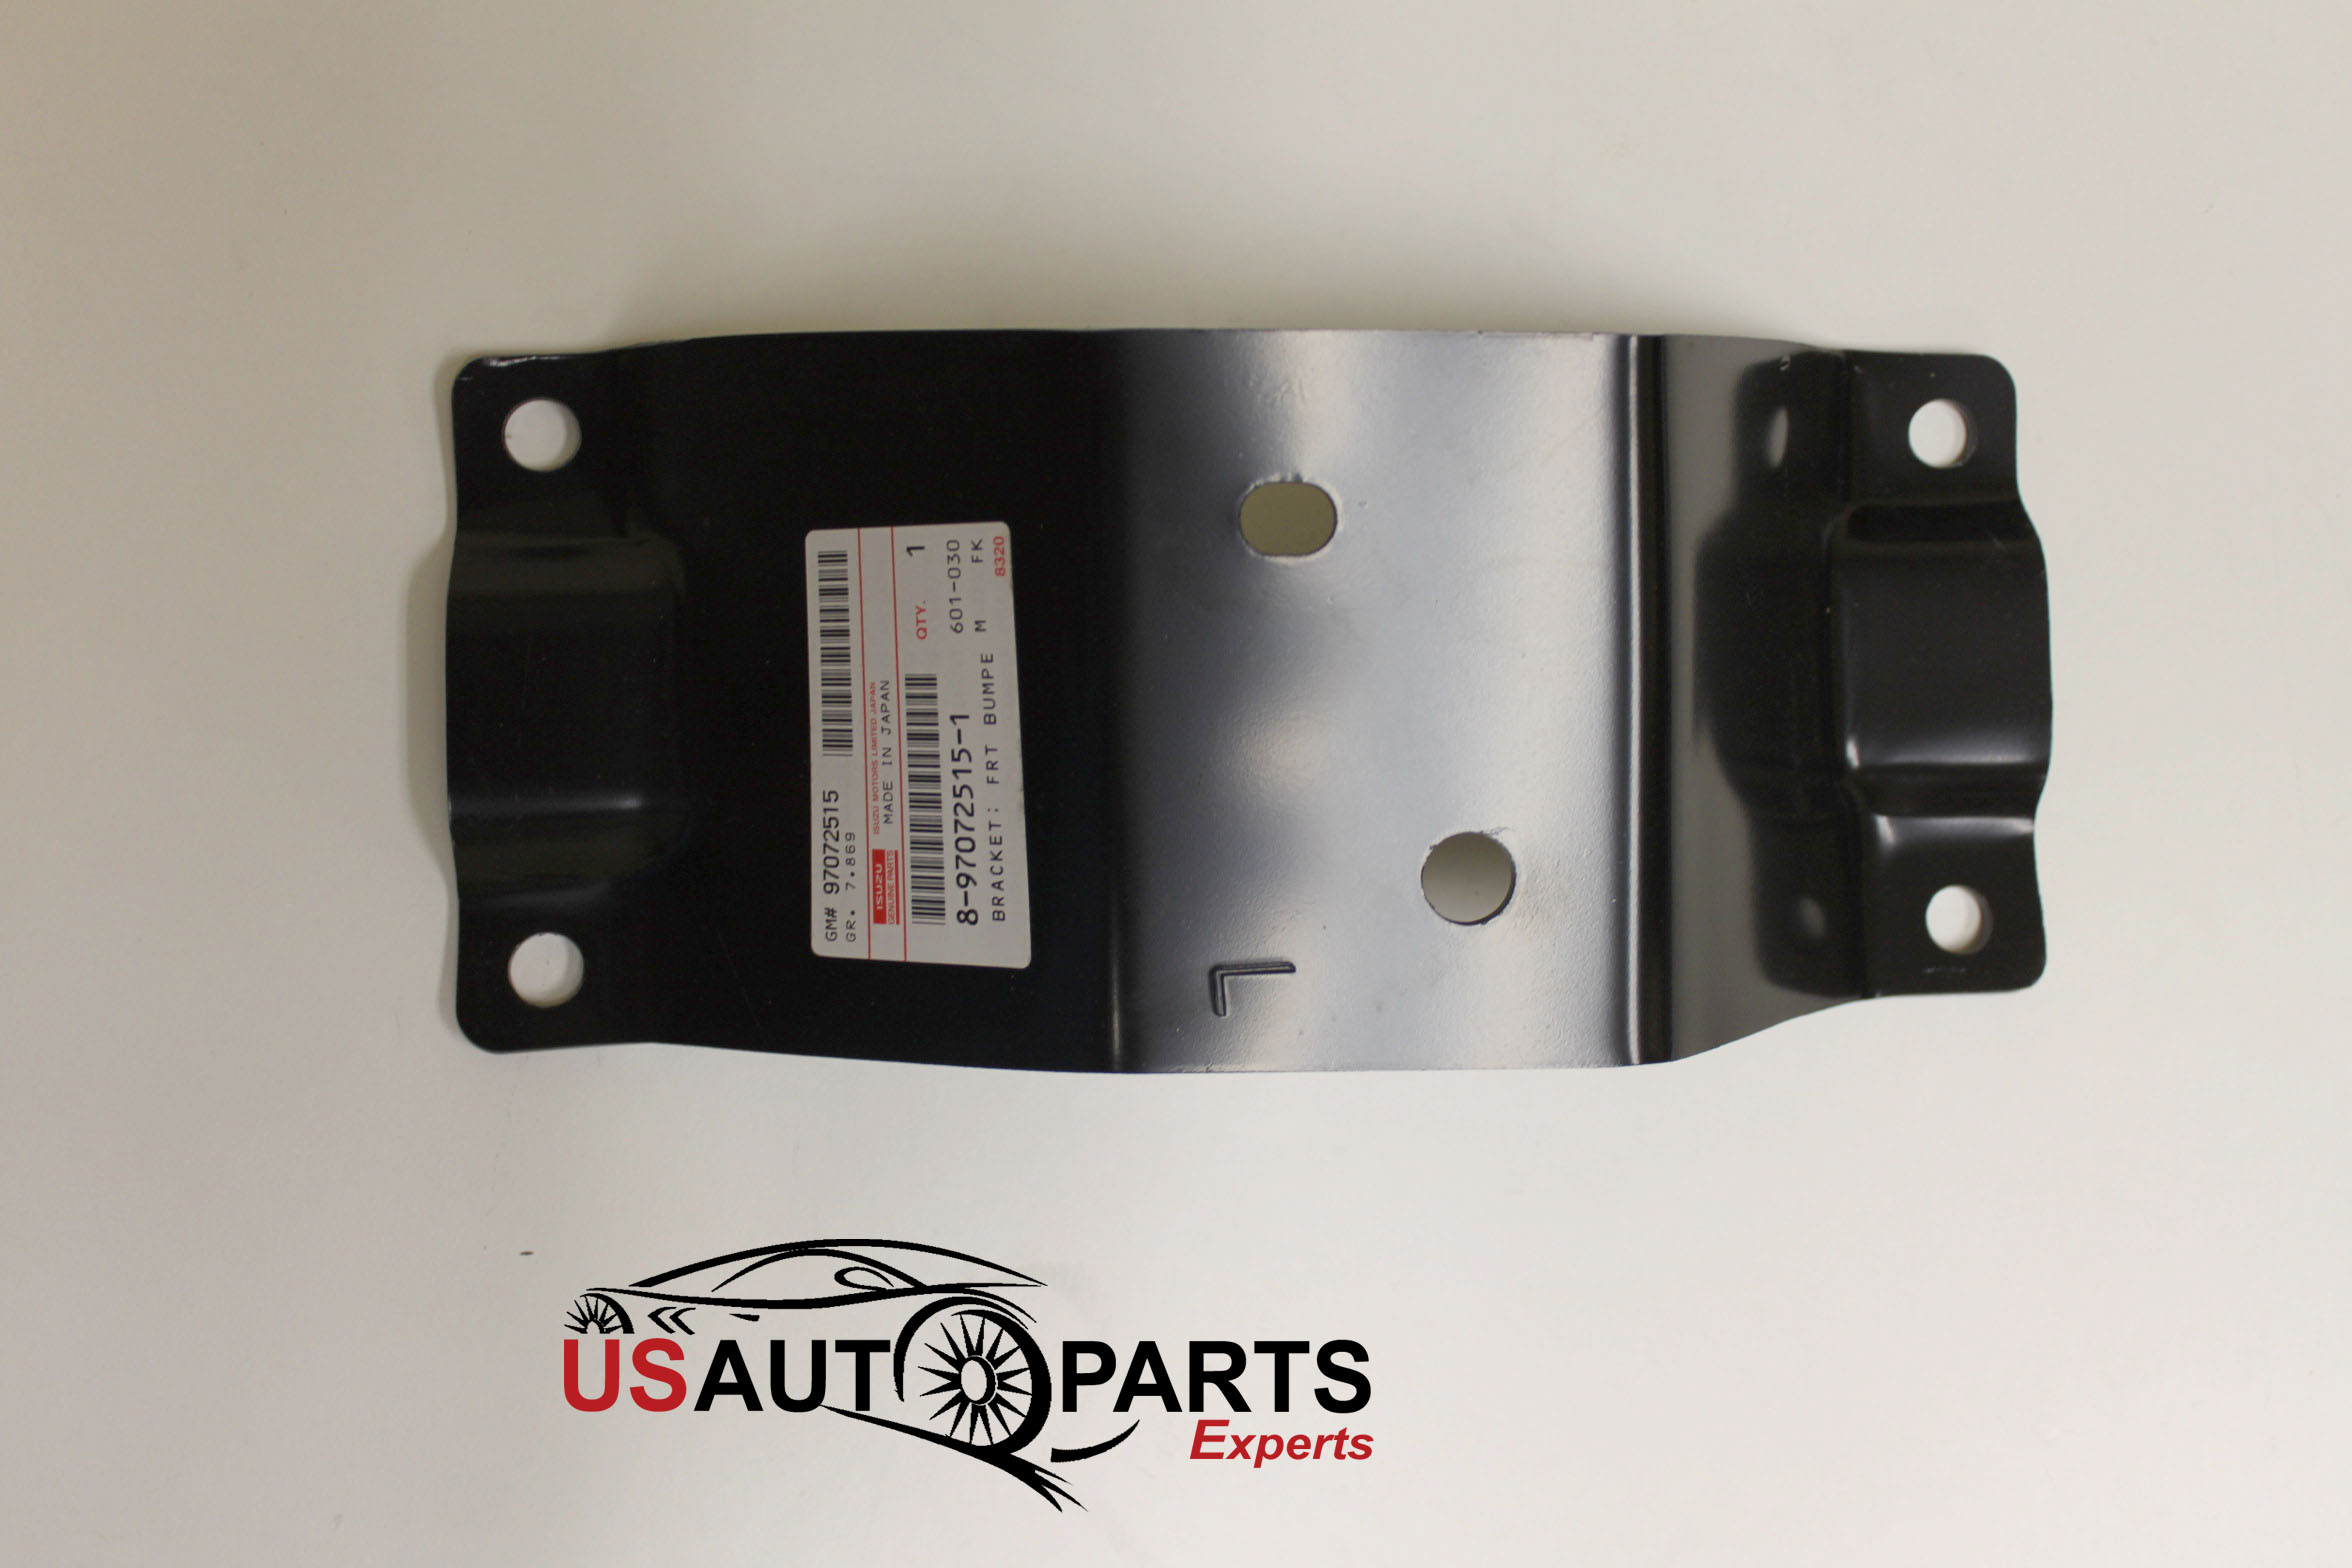 GM# 97072515
GR. 7.869
ISUZU
GENUINE PARTS
ISUZU MOTORS LIMITED JAPAN
MADE IN JAPAN
QTY. 1
8-97072515-1 601-030
BRACKET: FRT BUMPE M FK
8320
L
USAUTOPARTS
Experts